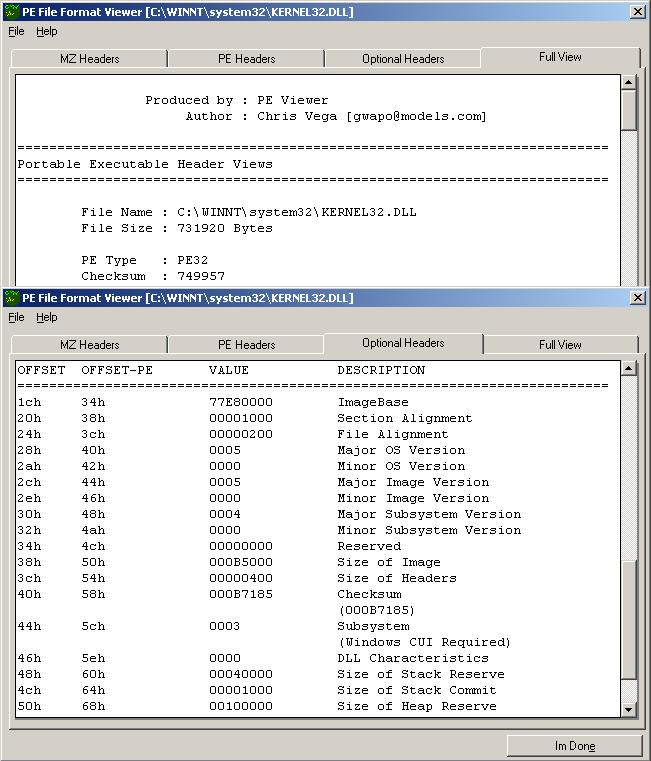 PE File Format Viewer [C:\WINNT\system32\KERNEL32.DLL]
File Help
MZ Headers PE Headers Optional Headers Full View
Produced by : PE Viewer
Author : Chris Vega [gwapo@models.com]
=========================================================================
Portable Executable Header Views
=========================================================================
File Name : C:\WINNT\system32\KERNEL32.DLL
File Size : 731920 Bytes
PE Type : PE32
Checksum : 749957
PE File Format Viewer [C:\WINNT\system32\KERNEL32.DLL]
File Help
MZ Headers PE Headers Optional Headers Full View
OFFSET OFFSET-PE VALUE DESCRIPTION
=========================================================================
1ch 34h 77E80000 ImageBase
20h 38h 00001000 Section Alignment
24h 3ch 00000200 File Alignment
28h 40h 0005 Major OS Version
2ah 42h 0000 Minor OS Version
2ch 44h 0005 Major Image Version
2eh 46h 0000 Minor Image Version
30h 48h 0004 Major Subsystem Version
32h 4ah 0000 Minor Subsystem Version
34h 4ch 00000000 Reserved
38h 50h 000B5000 Size of Image
3ch 54h 00000400 Size of Headers
40h 58h 000B7185 Checksum
(000B7185)
44h 5ch 0003 Subsystem
(Windows CUI Required)
46h 5eh 0000 DLL Characteristics
48h 60h 00040000 Size of Stack Reserve
4ch 64h 00001000 Size of Stack Commit
50h 68h 00100000 Size of Heap Reserve
Im Done